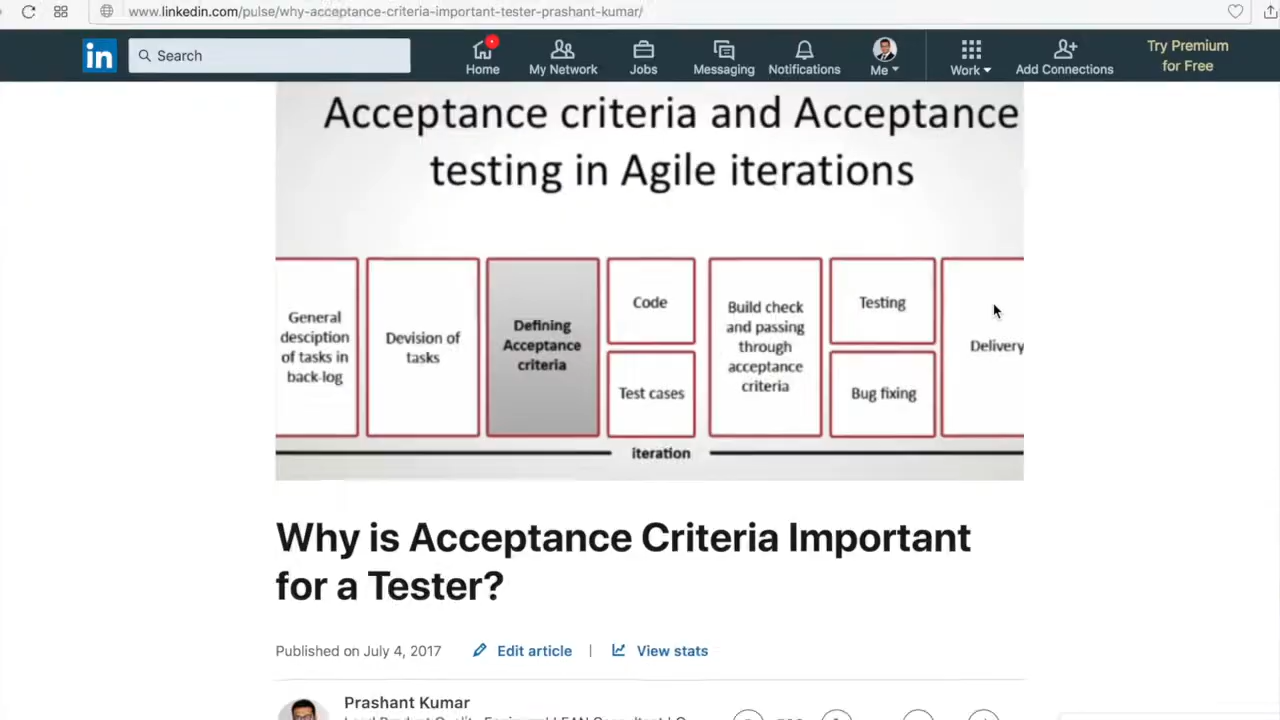 www.linkedin.com/pulse/why-acceptance-criteria-important-tester-prashant-kumar/
in
Search
Home
My Network
Jobs
Messaging
Notifications
Me
Work
Add Connections
Try Premium
for Free
Acceptance criteria and Acceptance
testing in Agile iterations
General
desciption
of tasks in
back-log
Devision of
tasks
Defining
Acceptance
criteria
Code
Test cases
Build check
and passing
through
acceptance
criteria
Testing
Bug fixing
Delivery
iteration
Why is Acceptance Criteria Important
for a Tester?
Published on July 4, 2017
Edit article
|
View stats
Prashant Kumar